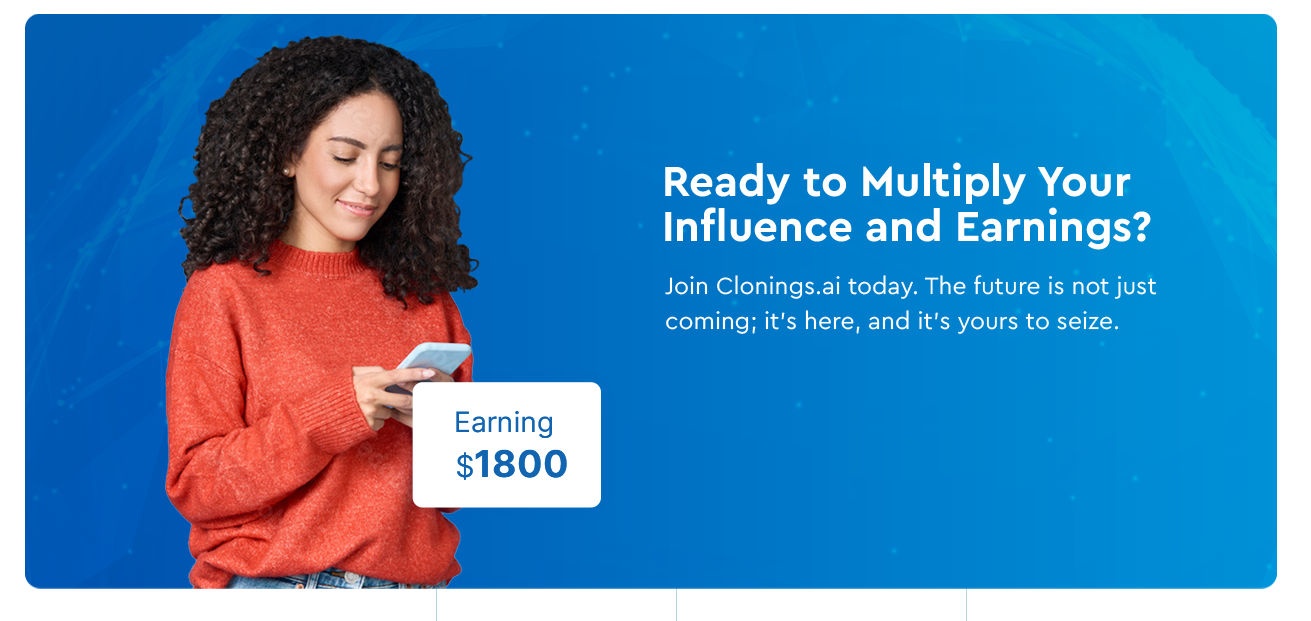 Ready to Multiply Your
Influence and Earnings?
Join Clonings.ai today. The future is not just
coming; it's here, and it's yours to seize.
Earning
$1800